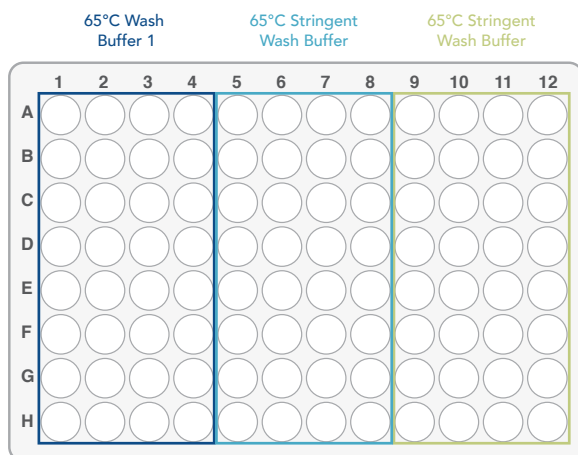 65°C Wash
Buffer 1
65°C Stringent
Wash Buffer
65°C Stringent
Wash Buffer
1 2 3 4 5 6 7 8 9 10 11 12
A
B
C
D
E
F
G
H